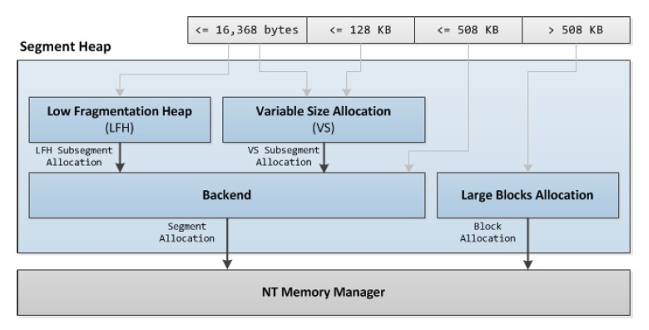 <= 16,368 bytes <= 128 KB <= 508 KB > 508 KB
Segment Heap
Low Fragmentation Heap
(LFH)
Variable Size Allocation
(VS)
LFH Subsegment
Allocation
VS Subsegment
Allocation
Backend
Large Blocks Allocation
Segment
Allocation
Block
Allocation
NT Memory Manager